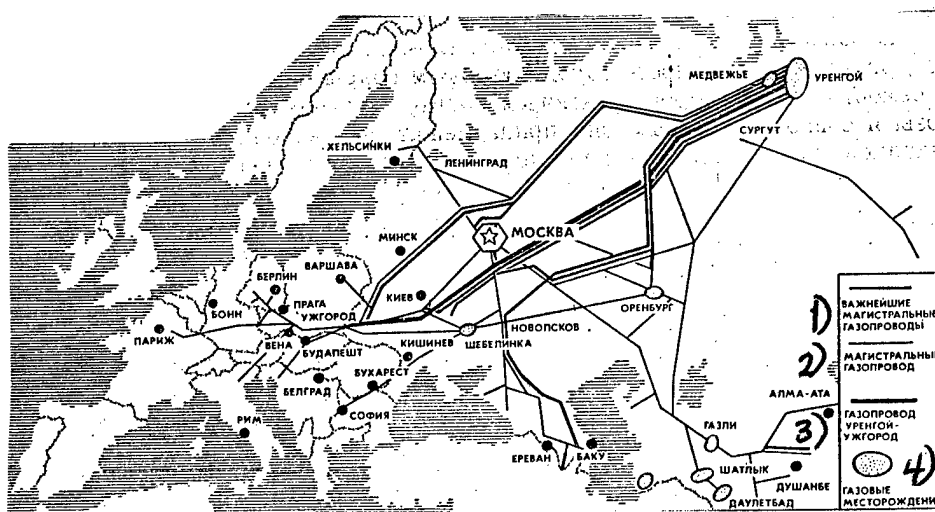 МЕДВЕЖЬЕ
УРЕНГОЙ
СУРГУТ
ХЕЛЬСИНКИ
ЛЕНИНГРАД
МОСКВА
МИНСК
ВАРШАВА
БЕРЛИН
КИЕВ
ПРАГА
УЖГОРОД
БОНН
ОРЕНБУРГ
ПАРИЖ
НОВОПСКОВ
ВЕНА
КИШИНЕВ
ШЕБЕЛИНКА
БУДАПЕШТ
БУХАРЕСТ
БЕЛГРАД
СОФИЯ
РИМ
ЕРЕВАН
БАКУ
ГАЗЛИ
АЛМА-АТА
ШАТЛЫК
ДУШАНБЕ
ДАУЛЕТБАД
1) ВАЖНЕЙШИЕ
МАГИСТРАЛЬНЫЕ
ГАЗОПРОВОДЫ
2) МАГИСТРАЛЬНЫ
ГАЗОПРОВОД
3) ГАЗОПРОВОД
УРЕНГОЙ-
УЖГОРОД
4)
ГАЗОВЫЕ
МЕСТОРОЖДЕНИ